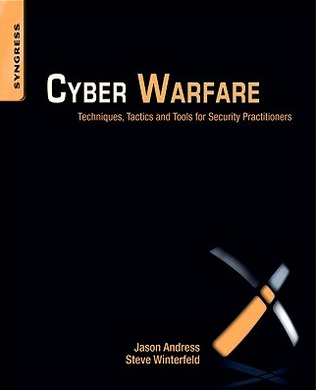 SYNGRESS
CYBER WARFARE
Techniques, Tactics and Tools for Security Practitioners
Jason Andress
Steve Winterfeld